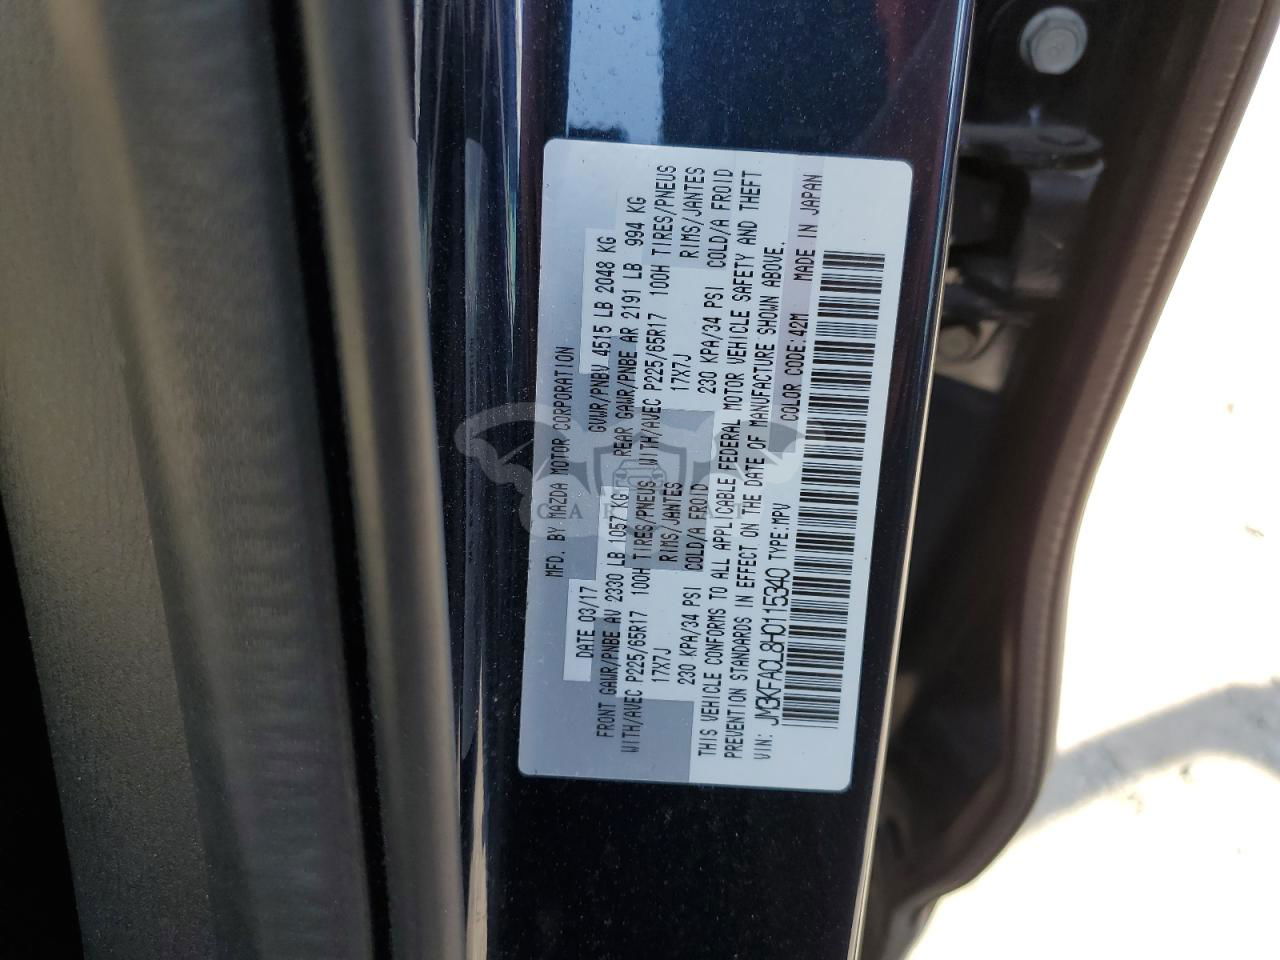 MFD. BY MAZDA MOTOR CORPORATION
DATE 03/17 GVWR/PNBV 4515 LB 2048 KG
FRONT GAWR/PNBE AV 2330 LB 1057 KG REAR GAWR/PNBE AR 2191 LB 994 KG
WITH/AVEC P225/65R17 100H TIRES/PNEUS WITH/AVEC P225/65R17 100H TIRES/PNEUS
17X7J RIMS/JANTES 17X7J RIMS/JANTES
230 KPA/34 PSI COLD/A FROID 230 KPA/34 PSI COLD/A FROID
THIS VEHICLE CONFORMS TO ALL APPLICABLE FEDERAL MOTOR VEHICLE SAFETY AND THEFT
PREVENTION STANDARDS IN EFFECT ON THE DATE OF MANUFACTURE SHOWN ABOVE.
VIN: JM3KFACL8H0115340 TYPE:MPV COLOR CODE:42M MADE IN JAPAN